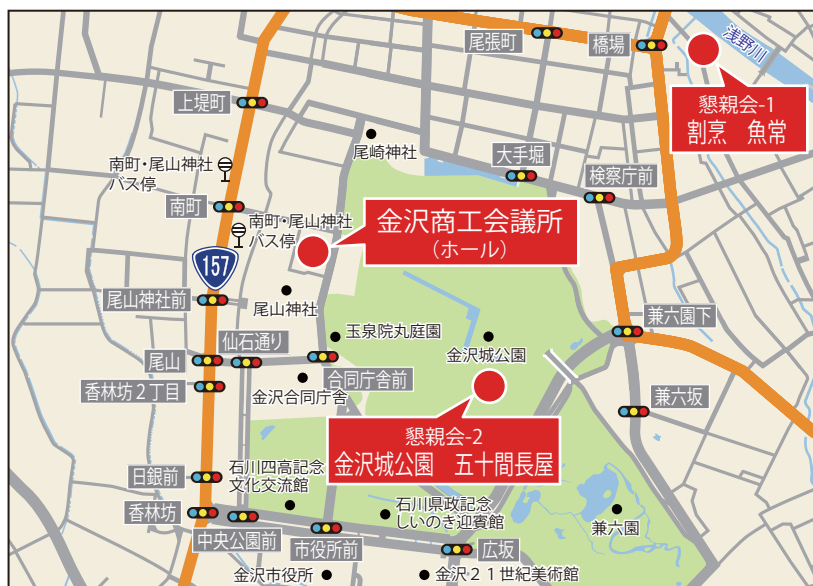 尾張町
橋場
浅野川
懇親会-1
割烹　魚常
上堤町
尾崎神社
大手堀
検察庁前
南町・尾山神社
バス停
南町
南町・尾山神社
バス停
金沢商工会議所
（ホール）
157
尾山神社前
尾山神社
仙石通り
玉泉院丸庭園
金沢城公園
兼六園下
尾山
合同庁舎前
香林坊２丁目
金沢合同庁舎
兼六坂
懇親会-2
金沢城公園　五十間長屋
日銀前
石川四高記念
文化交流館
石川県政記念
しいのき迎賓館
兼六園
香林坊
中央公園前
市役所前
広坂
金沢市役所
金沢２１世紀美術館